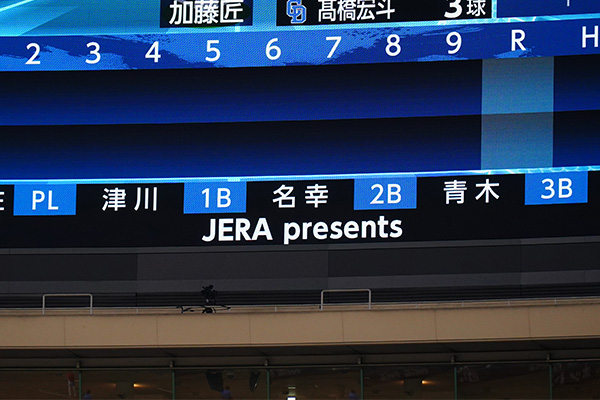 加藤匠 CD 髙橋宏斗 3球
2 3 4 5 6 7 8 9 R H
PL 津川 1B 名幸 2B 青木 3B
JERA presents